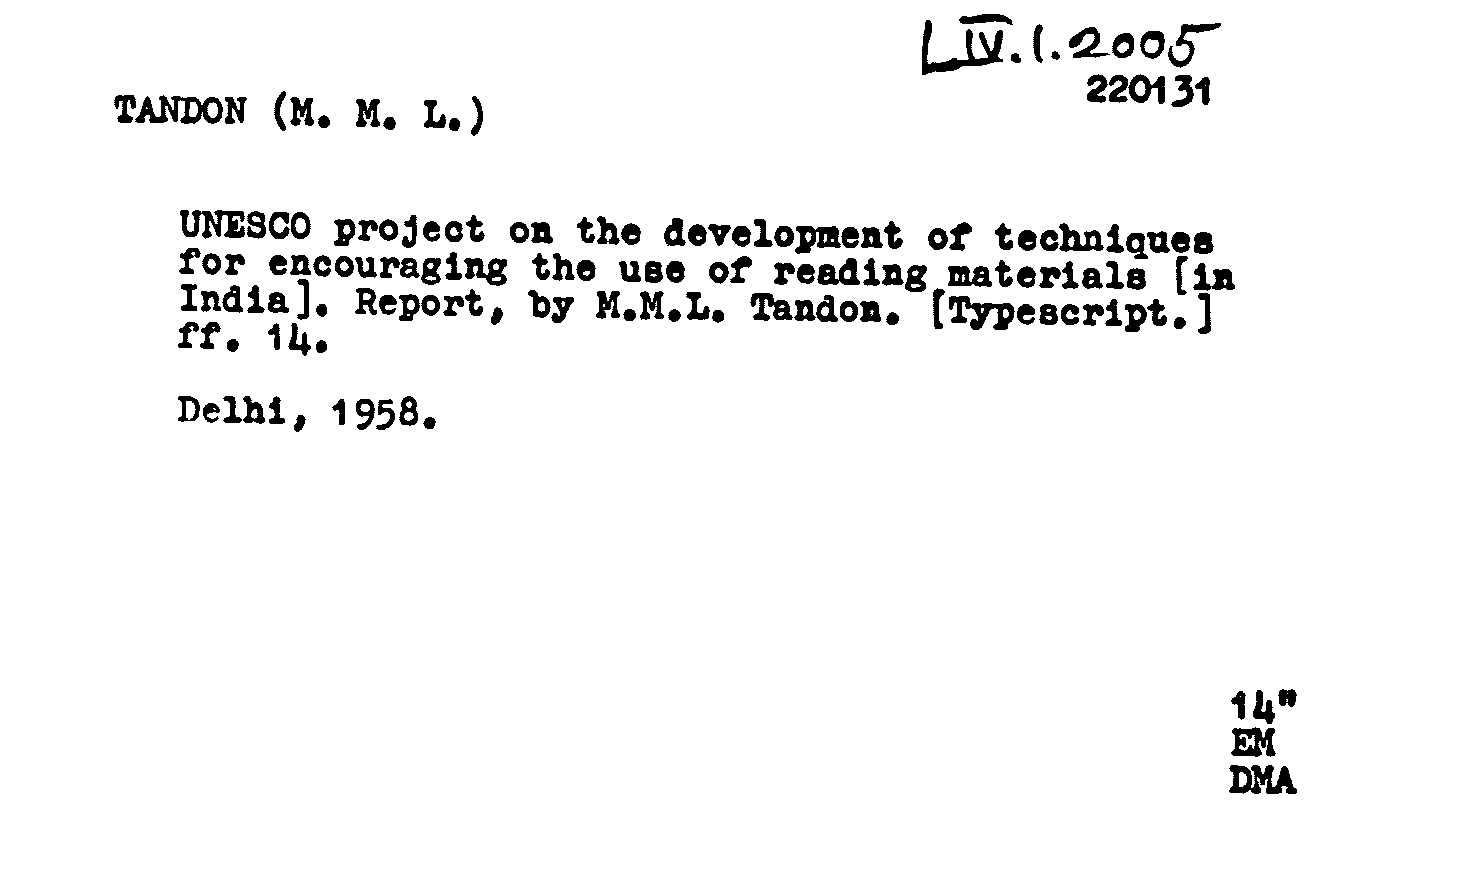 LIV.1.2005
220131
TANDON (M. M. L.)
UNESCO project on the development of techniques
for encouraging the use of reading materials [in
India]. Report, by M.M.L. Tandon. [Typescript.]
ff. 14.
Delhi, 1958.
14"
EM
DMA